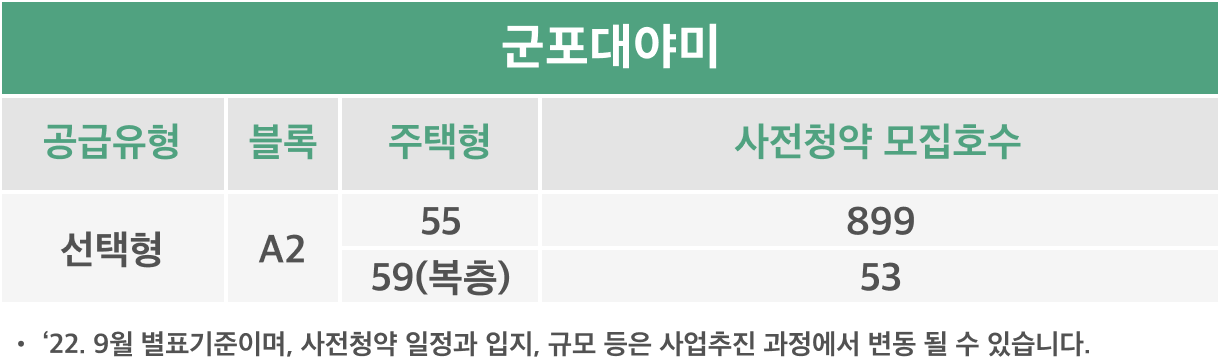 군포대야미
공급유형 블록 주택형 사전청약 모집호수
선택형 A2 55 899
59(복층) 53
• ‘22. 9월 별표기준이며, 사전청약 일정과 입지, 규모 등은 사업추진 과정에서 변동 될 수 있습니다.